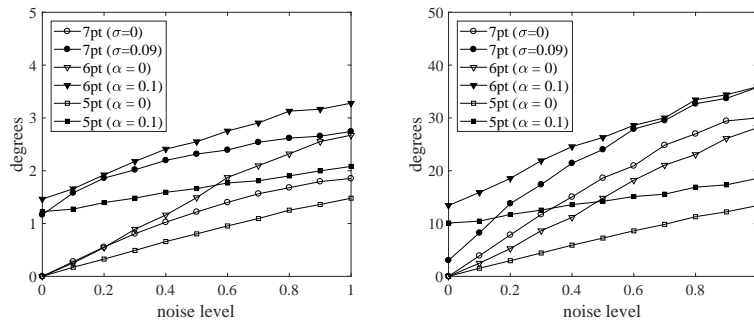 5
4
3
2
1
0
degrees
7pt (σ=0)
7pt (σ=0.09)
6pt (α = 0)
6pt (α = 0.1)
5pt (α = 0)
5pt (α = 0.1)
0 0.2 0.4 0.6 0.8 1
noise level
50
40
30
20
10
0
degrees
7pt (σ=0)
7pt (σ=0.09)
6pt (α = 0)
6pt (α = 0.1)
5pt (α = 0)
5pt (α = 0.1)
0 0.2 0.4 0.6 0.8
noise level